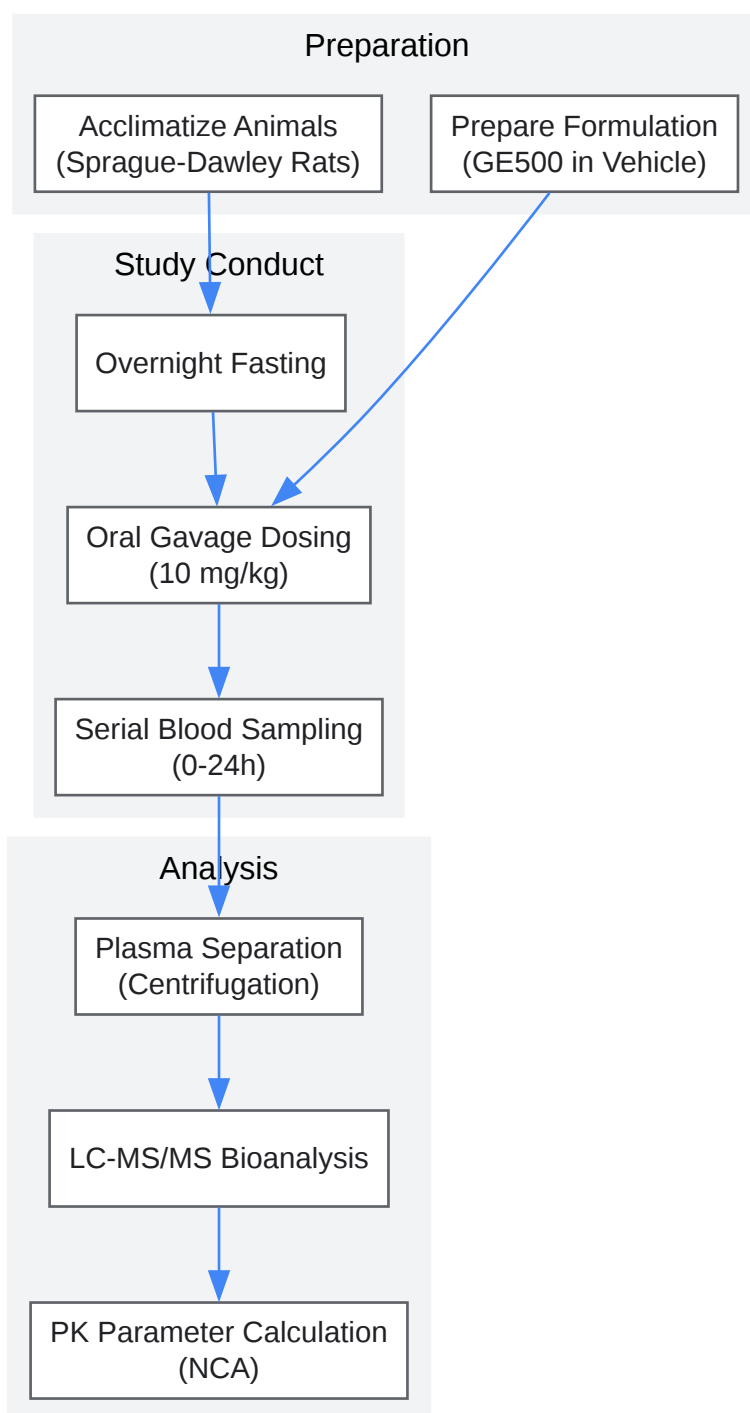 Preparation
Acclimatize Animals
(Sprague-Dawley Rats)
Prepare Formulation
(GE500 in Vehicle)
Study Conduct
Overnight Fasting
Oral Gavage Dosing
(10 mg/kg)
Serial Blood Sampling
(0-24h)
Analysis
Plasma Separation
(Centrifugation)
LC-MS/MS Bioanalysis
PK Parameter Calculation
(NCA)